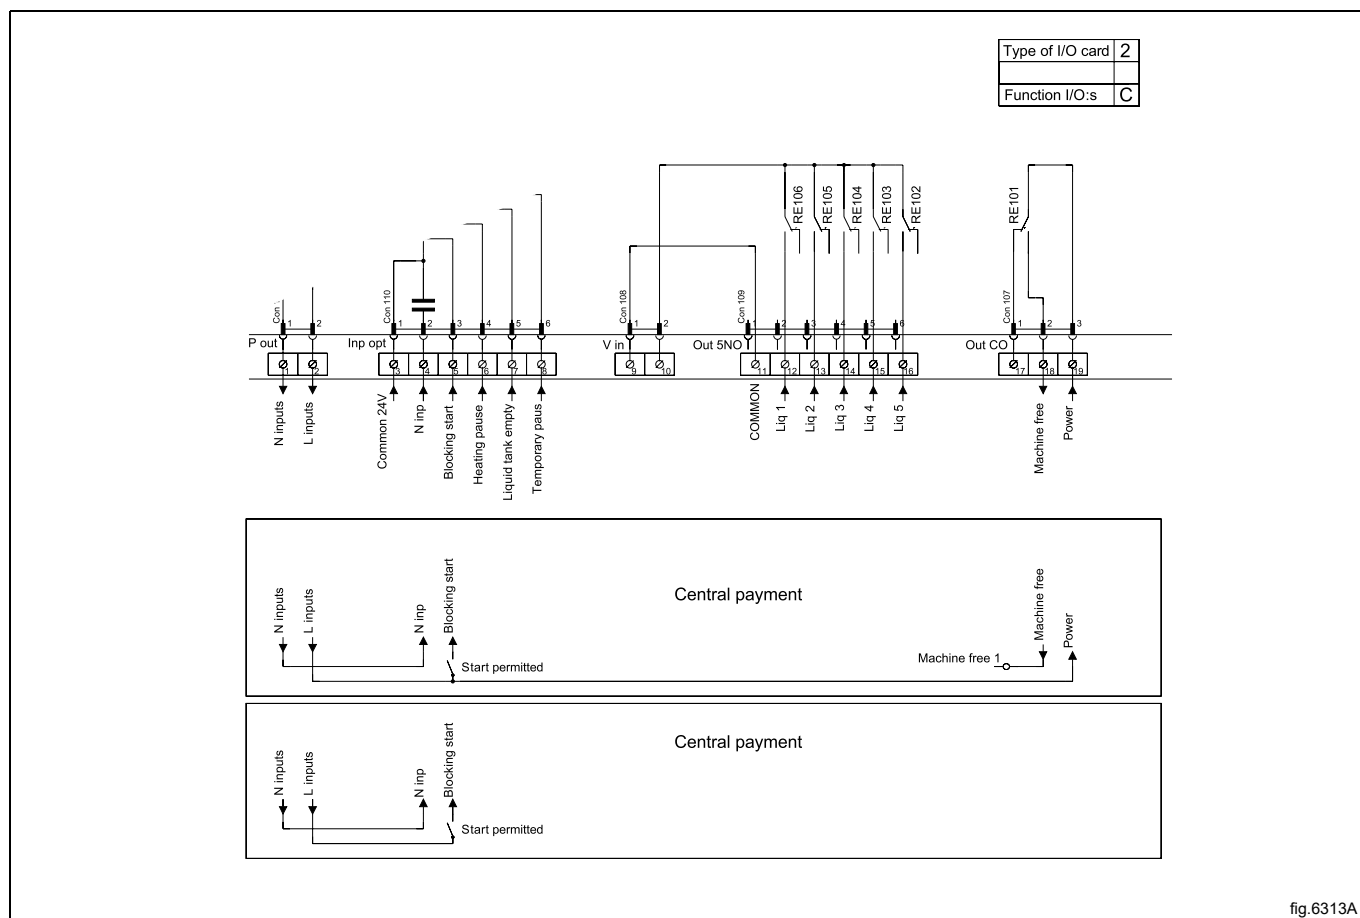 Type of I/O card 2
Function I/O:s C
RE106
RE105
RE104
RE103
RE102
RE101
Con
Con 110
Con 108
Con 109
Con 107
1 2
1 2 3 4 5 6
1 2
1 2 3 4 5 6
1 2 3
P out
Inp opt
V in
Out 5NO
Out CO
1 2
3 4 5 6 7 8
9 10
11 12 13 14 15 16
17 18 19
N inputs
L inputs
Common 24V
N inp
Blocking start
Heating pause
Liquid tank empty
Temporary paus
COMMON
Liq 1
Liq 2
Liq 3
Liq 4
Liq 5
Machine free
Power
Central payment
N inputs
L inputs
N inp
Blocking start
Start permitted
Machine free 1
Machine free
Power
Central payment
N inputs
L inputs
N inp
Blocking start
Start permitted
fig.6313A